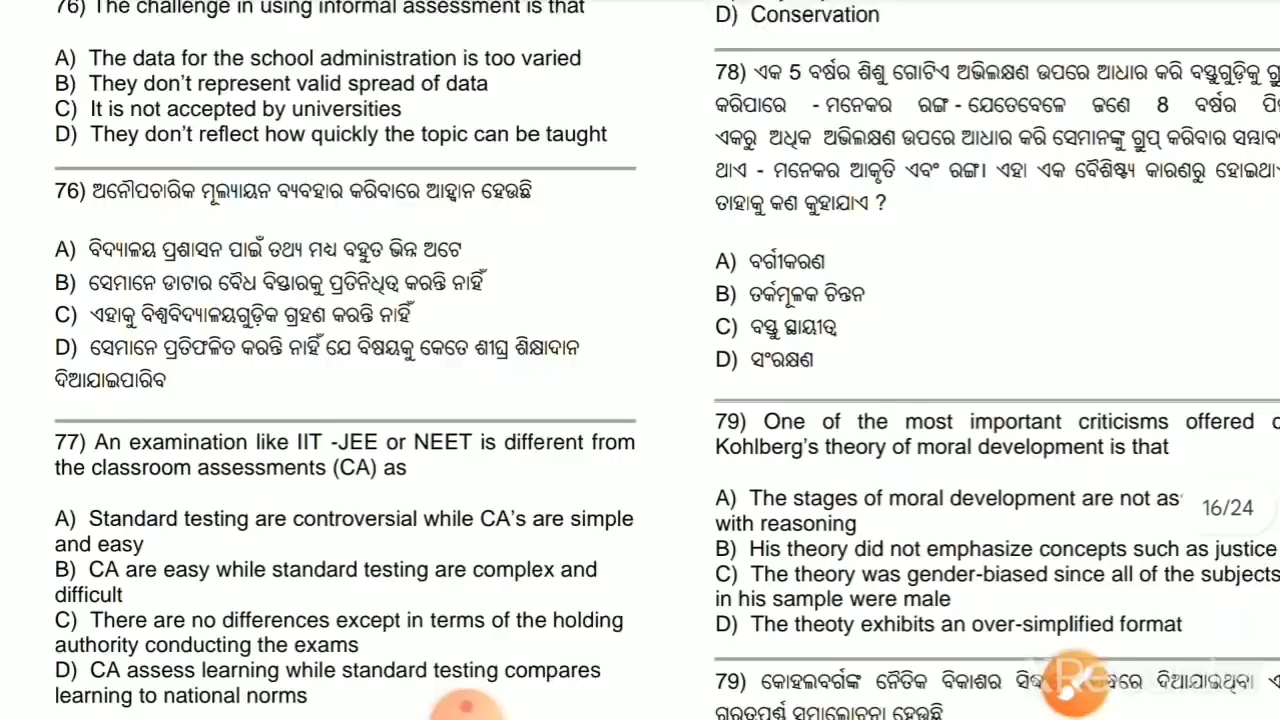 76) The challenge in using informal assessment is that
A) The data for the school administration is too varied
B) They don't represent valid spread of data
C) It is not accepted by universities
D) They don't reflect how quickly the topic can be taught
76) ଅନୌପଚାରିକ ମୂଲ୍ୟାୟନ ବ୍ୟବହାର କରିବାରେ ଆହ୍ୱାନ ହେଉଛି
A) ବିଦ୍ୟାଳୟ ପ୍ରଶାସନ ପାଇଁ ତଥ୍ୟ ମଧ୍ୟ ବହୁତ ଭିନ୍ନ ଅଟେ
B) ସେମାନେ ଡାଟାର ବୈଧ ବିସ୍ତାରକୁ ପ୍ରତିନିଧିତ୍ୱ କରନ୍ତି ନାହିଁ
C) ଏହାକୁ ବିଶ୍ୱବିଦ୍ୟାଳୟଗୁଡ଼ିକ ଗ୍ରହଣ କରନ୍ତି ନାହିଁ
D) ସେମାନେ ପ୍ରତିଫଳିତ କରନ୍ତି ନାହିଁ ଯେ ବିଷୟକୁ କେତେ ଶୀଘ୍ର ଶିକ୍ଷାଦାନ
ଦିଆଯାଇପାରିବ
77) An examination like IIT -JEE or NEET is different from
the classroom assessments (CA) as
A) Standard testing are controversial while CA's are simple
and easy
B) CA are easy while standard testing are complex and
difficult
C) There are no differences except in terms of the holding
authority conducting the exams
D) CA assess learning while standard testing compares
learning to national norms
D) Conservation
78) ଏକ 5 ବର୍ଷର ଶିଶୁ ଗୋଟିଏ ଅଭିଲକ୍ଷଣ ଉପରେ ଆଧାର କରି ବସ୍ତୁଗୁଡ଼ିକୁ
କରିପାରେ - ମନେକର ରଙ୍ଗ - ଯେତେବେଳେ ଜଣେ 8 ବର୍ଷର
ଏକରୁ ଅଧିକ ଅଭିଲକ୍ଷଣ ଉପରେ ଆଧାର କରି ସେମାନଙ୍କୁ ଗ୍ରୁପ୍ କରିବାର
ଥାଏ - ମନେକର ଆକୃତି ଏବଂ ରଙ୍ଗ। ଏହା ଏକ ବୈଶିଷ୍ଟ୍ୟ କାରଣରୁ
ତାହାକୁ କଣ କୁହାଯାଏ ?
A) ବର୍ଗୀକରଣ
B) ତର୍କମୂଳକ ଚିନ୍ତନ
C) ବସ୍ତୁ ସ୍ଥାୟୀତ୍ୱ
D) ସଂରକ୍ଷଣ
79) One of the most important criticisms offered
Kohlberg's theory of moral development is that
A) The stages of moral development are not as
with reasoning
16/24
B) His theory did not emphasize concepts such as justice
C) The theory was gender-biased since all of the subjects
in his sample were male
D) The theoty exhibits an over-simplified format
79) କୋହଲବର୍ଗଙ୍କ ନୈତିକ ବିକାଶର ଦିଆଯାଇଥିବା